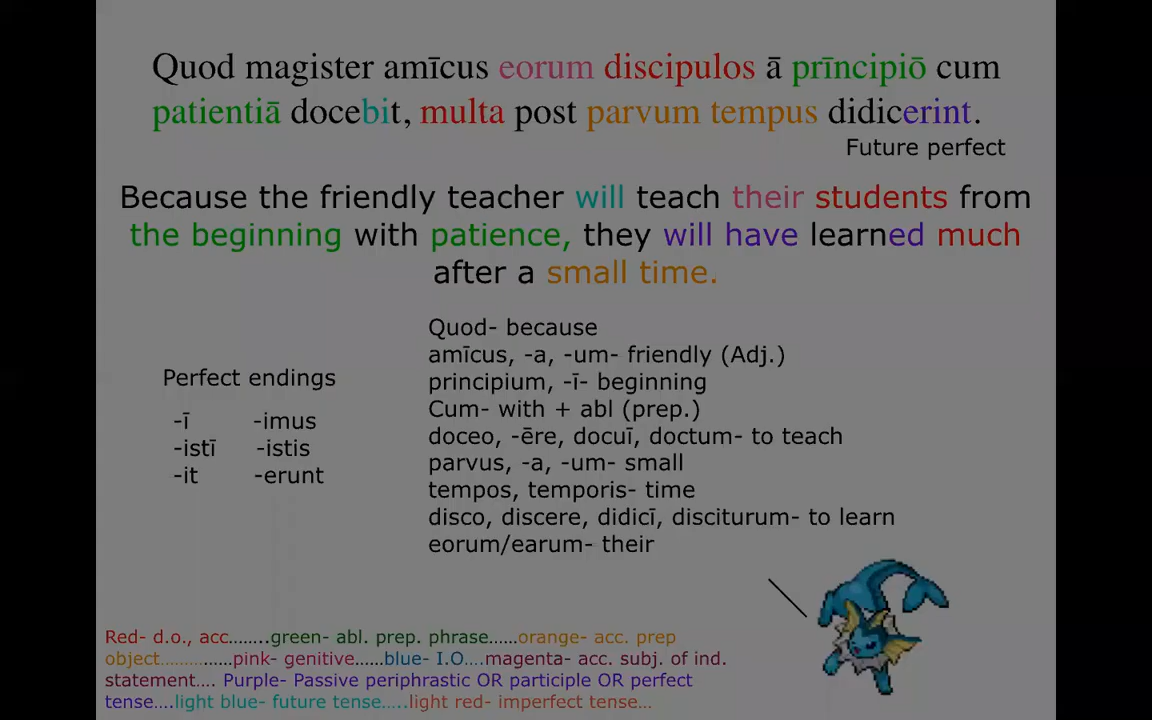 Quod magister amīcus eorum discipulos ā prīncipiō cum
patientiā docebit, multa post parvum tempus didicerint.
Future perfect
Because the friendly teacher will teach their students from
the beginning with patience, they will have learned much
after a small time.
Quod- because
amīcus, -a, -um- friendly (Adj.)
principium, -ī- beginning
Cum- with + abl (prep.)
doceo, -ēre, docuī, doctum- to teach
parvus, -a, -um- small
tempos, temporis- time
disco, discere, didicī, disciturum- to learn
eorum/earum- their
Perfect endings
-ī -imus
-istī -istis
-it -erunt
Red- d.o., acc……..green- abl. prep. phrase……orange- acc. prep
object……………..pink- genitive……blue- I.O….magenta- acc. subj. of ind.
statement…. Purple- Passive periphrastic OR participle OR perfect
tense….light blue- future tense…..light red- imperfect tense…